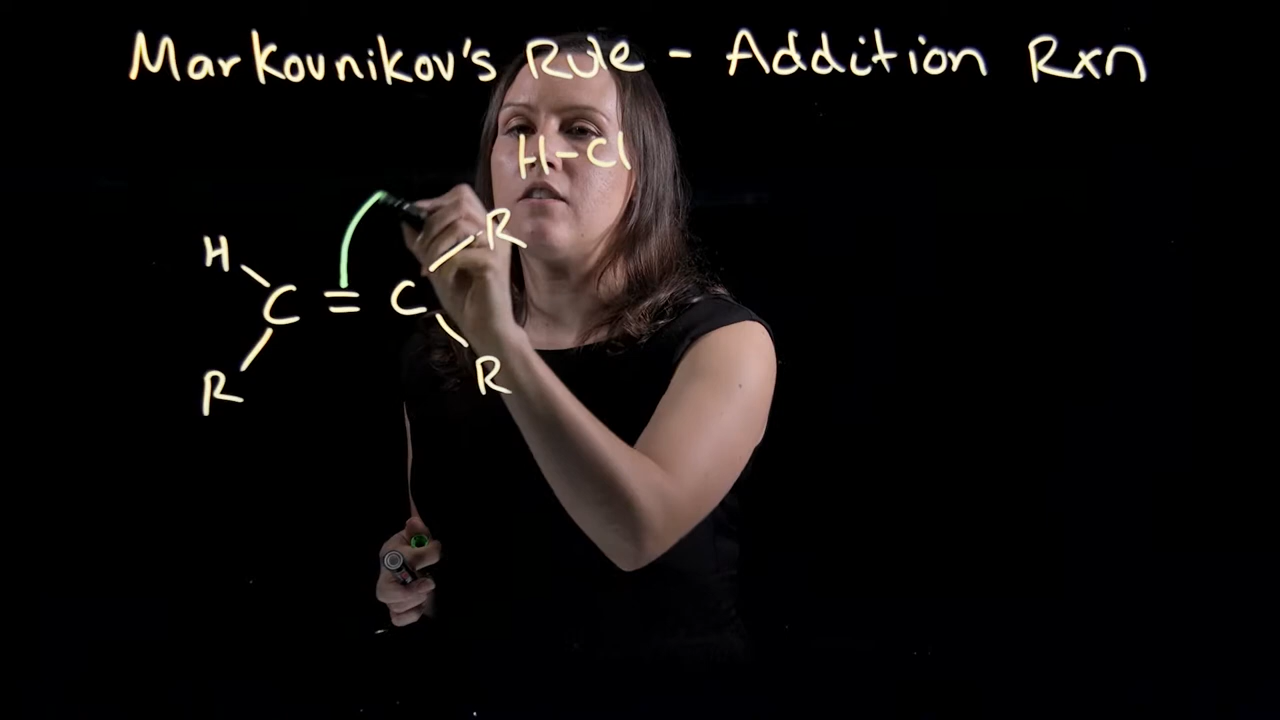 Markovnikov's Rule - Addition Rxn
H-Cl
H R
C = C
R R